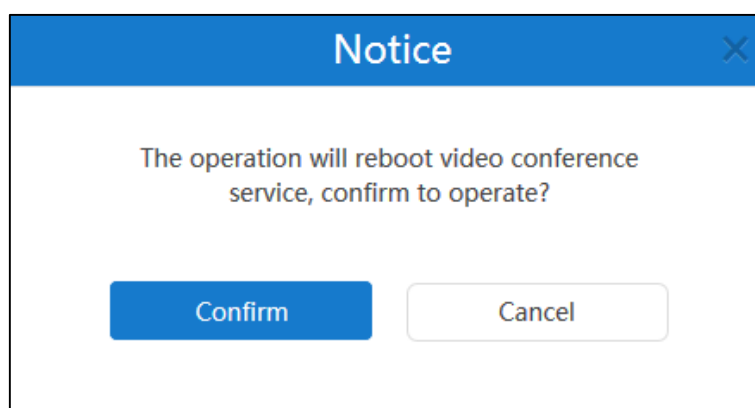 Notice
The operation will reboot video conference
service, confirm to operate?
Confirm
Cancel